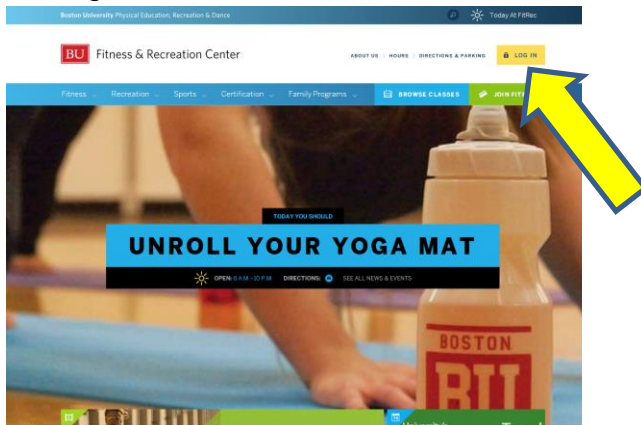 Boston University Physical Education, Recreation & Dance
Today At FitRec
BU Fitness & Recreation Center
ABOUT US HOURS DIRECTIONS & PARKING
LOG IN
Fitness Recreation Sports Certification Family Programs BROWSE CLASSES JOIN
TODAY YOU SHOULD
UNROLL YOUR YOGA MAT
OPEN: 8 A.M.-10 P.M. DIRECTIONS: SEE ALL NEWS & EVENTS
BOSTON
BU